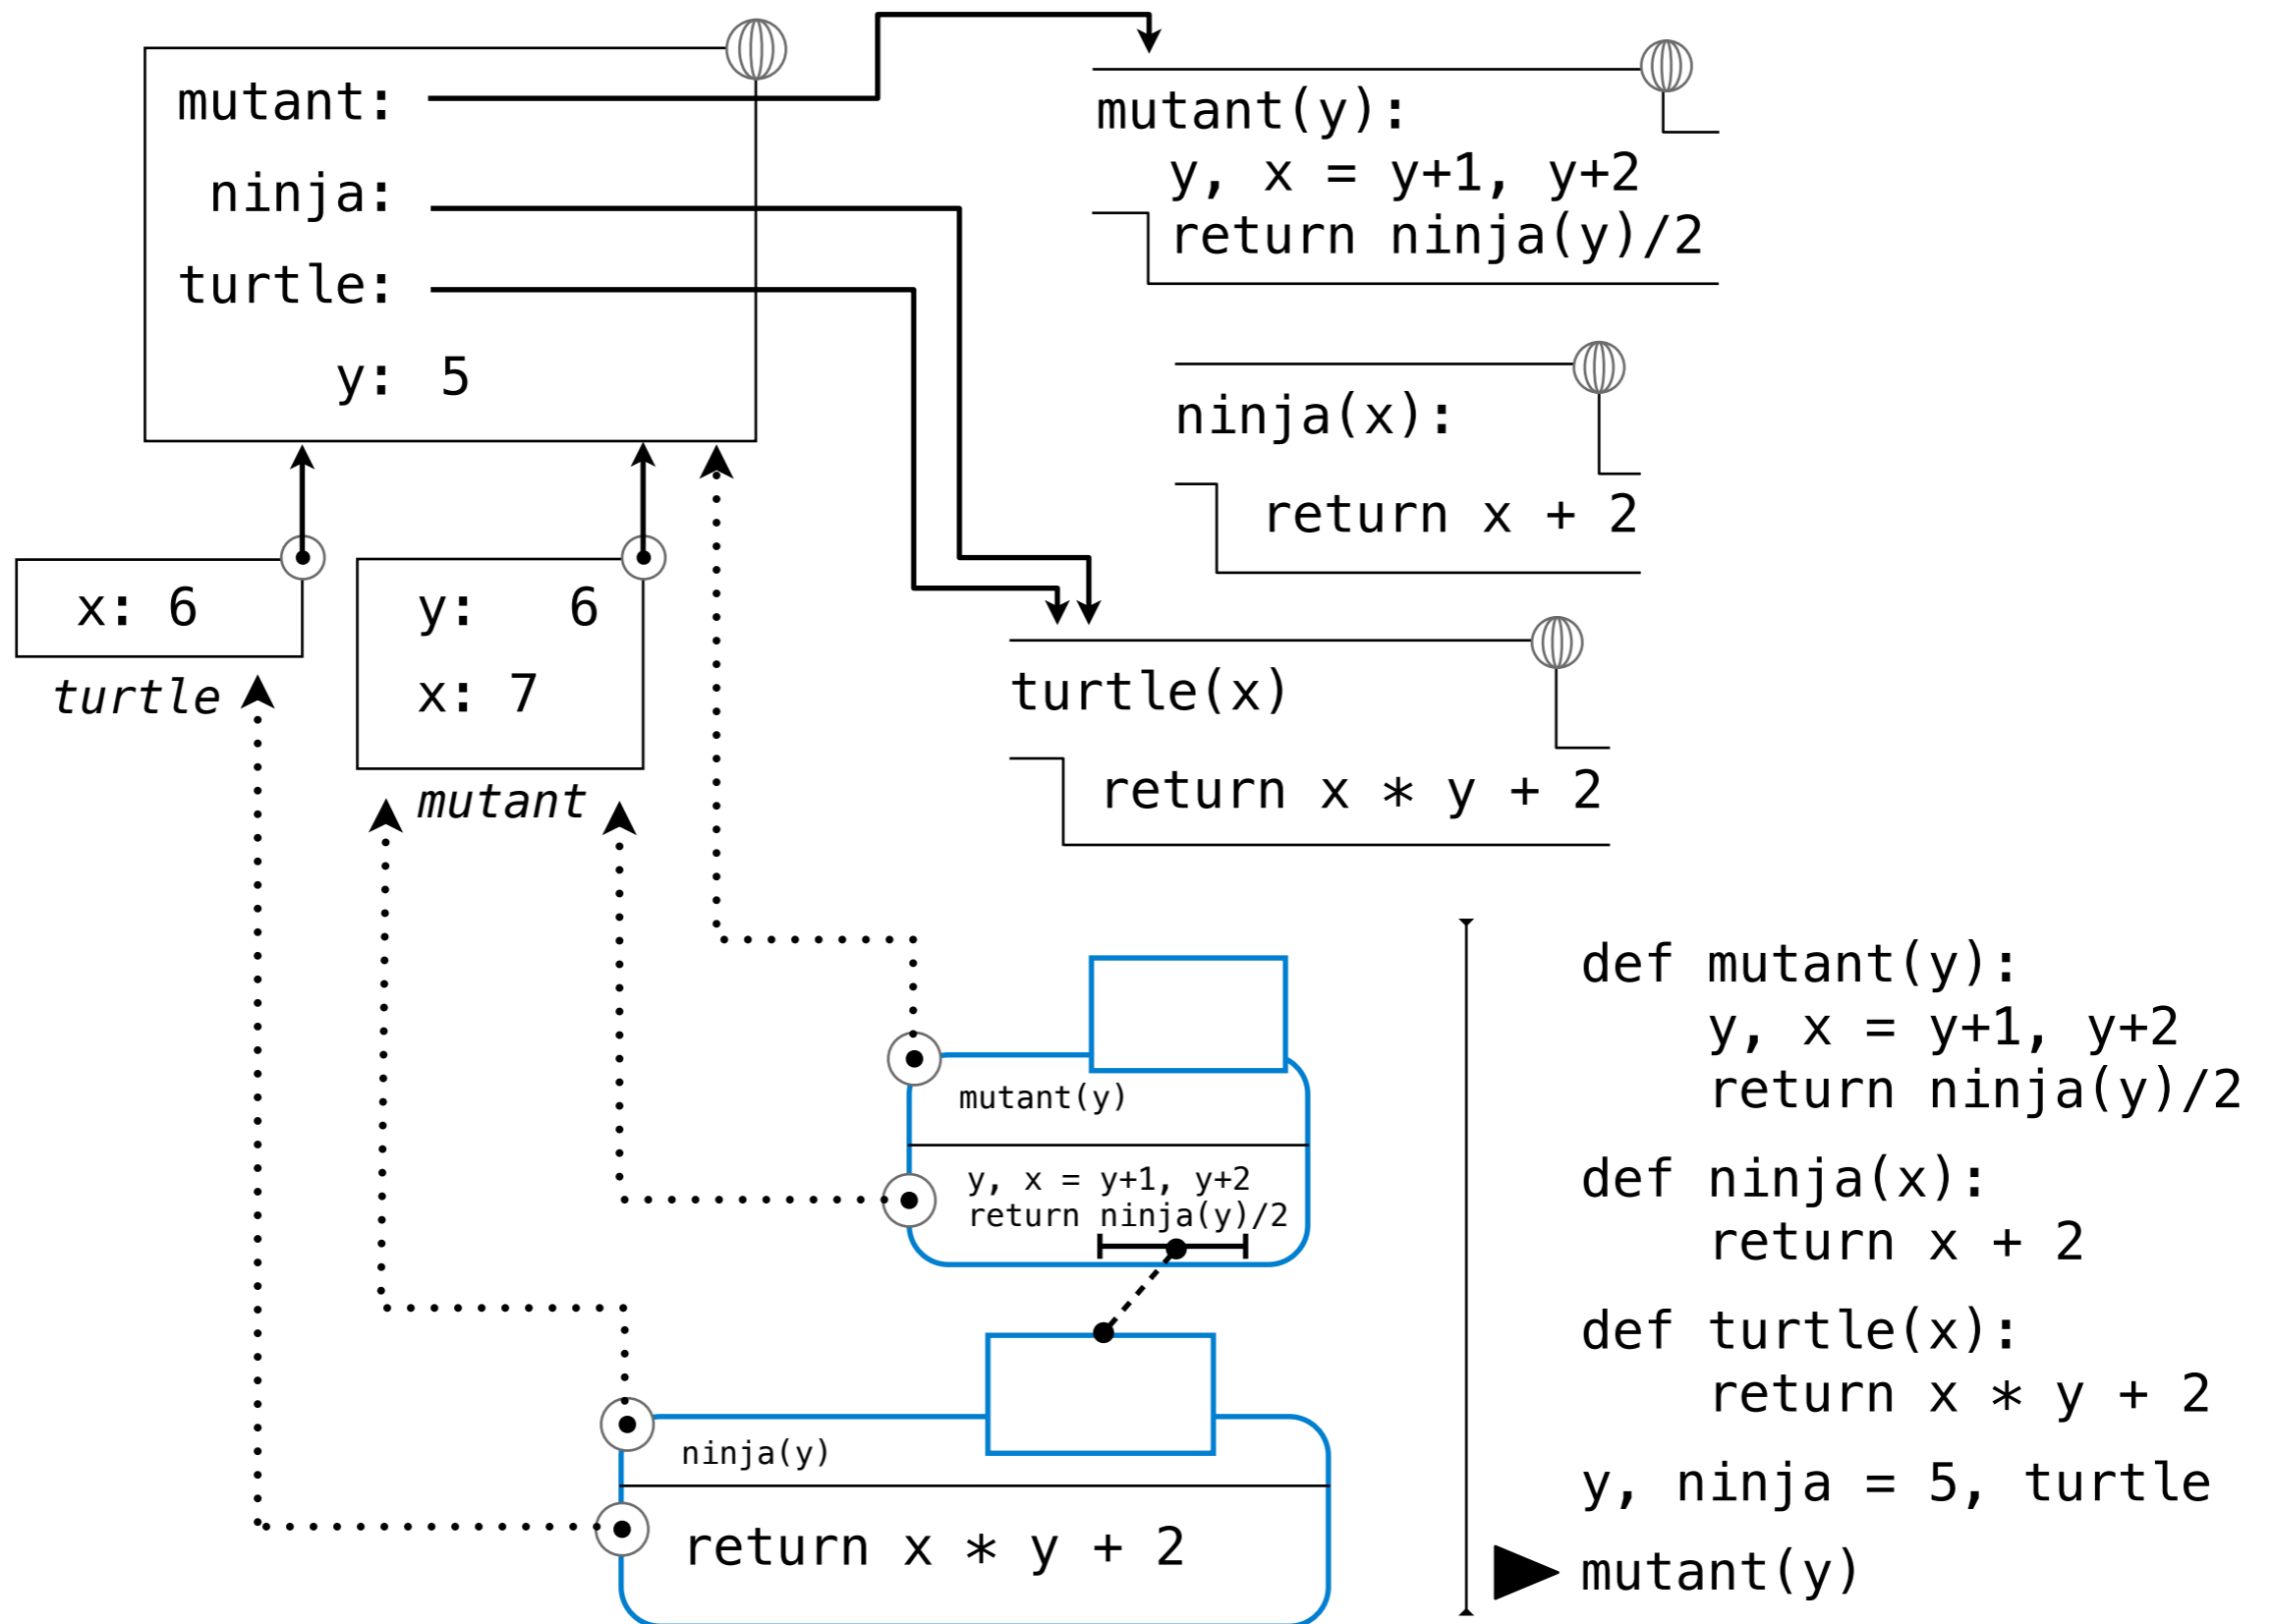 mutant:
ninja:
turtle:
y: 5
mutant(y):
y, x = y+1, y+2
return ninja(y)/2
ninja(x):
return x + 2
x: 6
turtle
y: 6
x: 7
mutant
turtle(x)
return x * y + 2
mutant(y)
y, x = y+1, y+2
return ninja(y)/2
ninja(y)
return x * y + 2
def mutant(y):
y, x = y+1, y+2
return ninja(y)/2
def ninja(x):
return x + 2
def turtle(x):
return x * y + 2
y, ninja = 5, turtle
mutant(y)